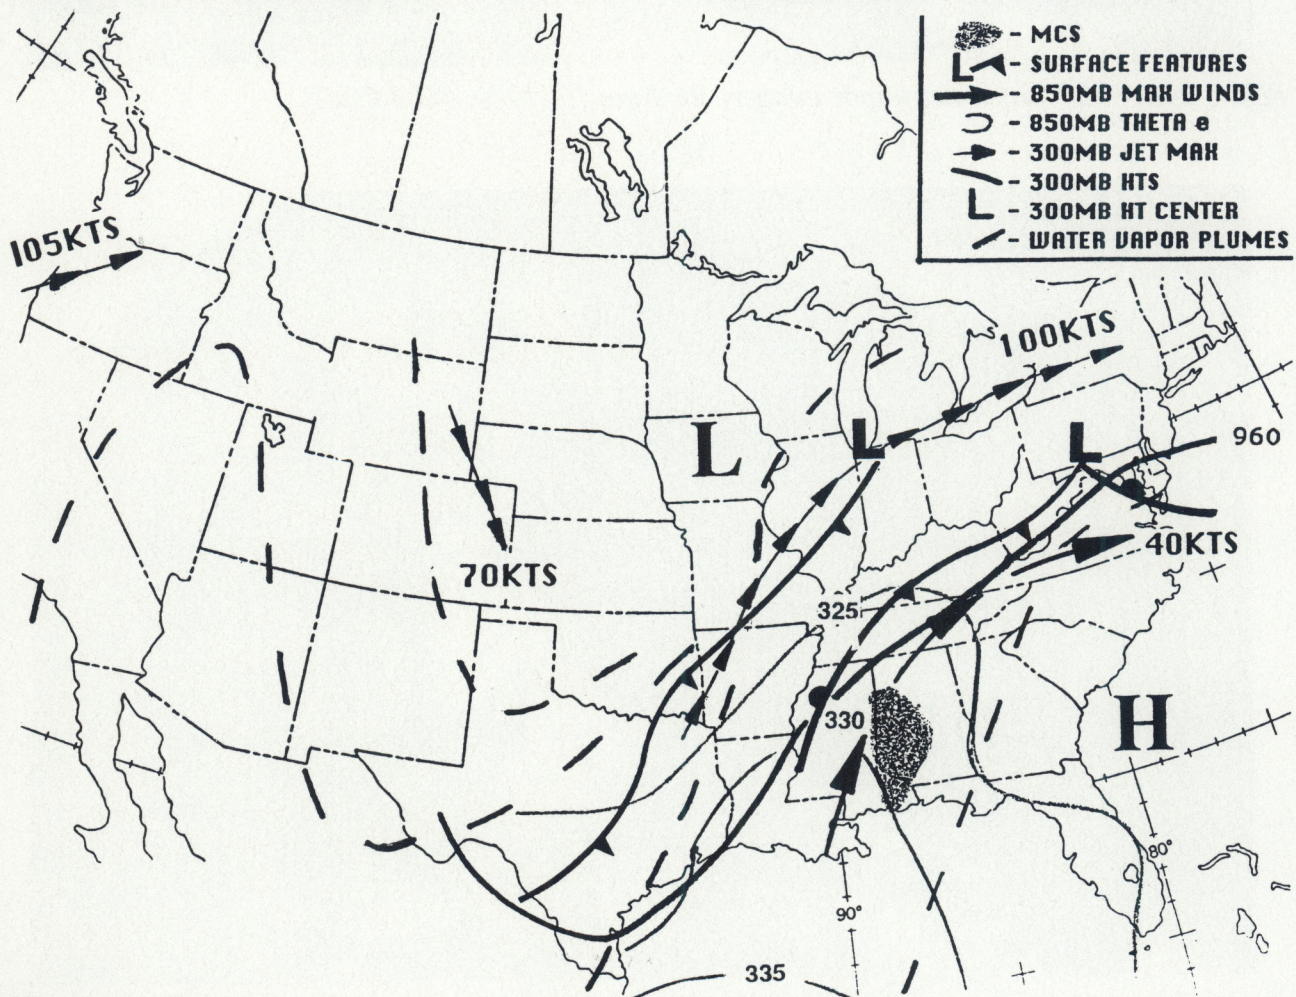 - MCS
L - SURFACE FEATURES
- 850MB MAX WINDS
- 850MB THETA e
- 300MB JET MAX
- 300MB HTS
L - 300MB HT CENTER
- WATER VAPOR PLUMES
105KTS
100KTS
L
L
L
960
40KTS
70KTS
325
H
330
80°
90°
335